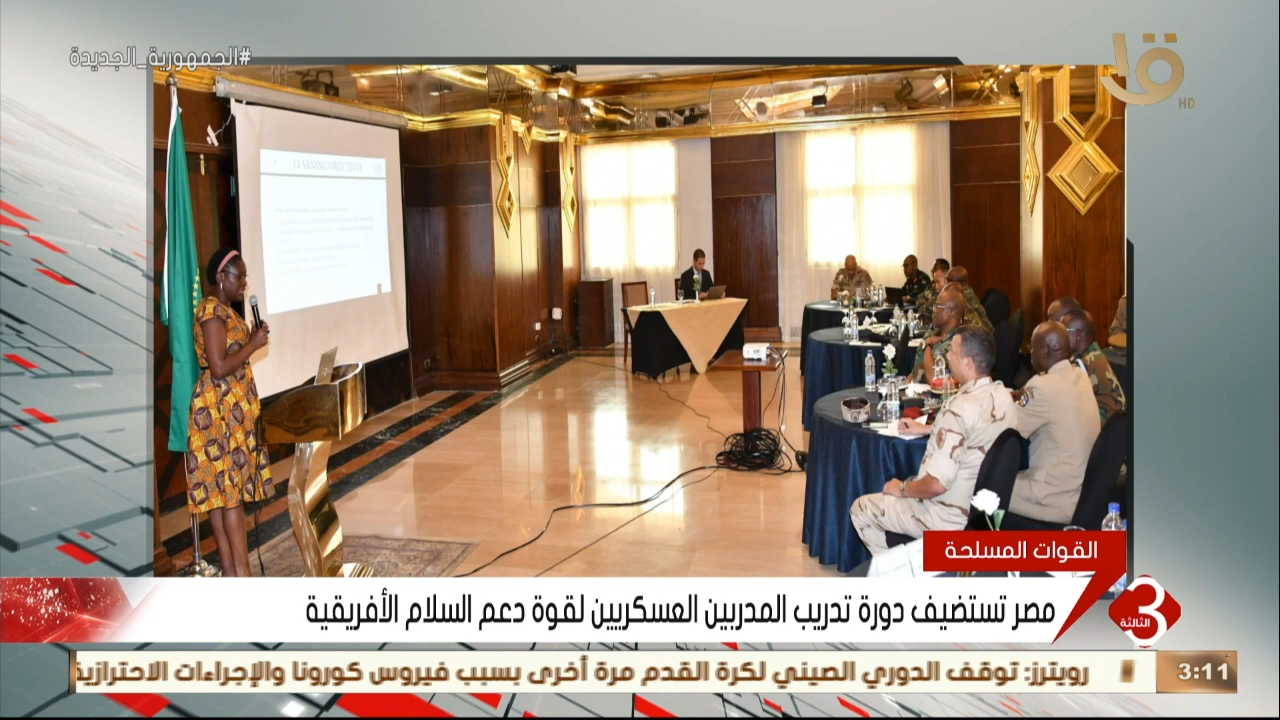 #الجمهورية_الجديدة
HD
LEARNING OBJECTIVES
القوات المسلحة
مصر تستضيف دورة تدريب المدربين العسكريين لقوة دعم السلام الأفريقية
3
الثالثة
رويترز: توقف الدوري الصيني لكرة القدم مرة أخرى بسبب فيروس كورونا والإجراءات الاحترازية
3:11